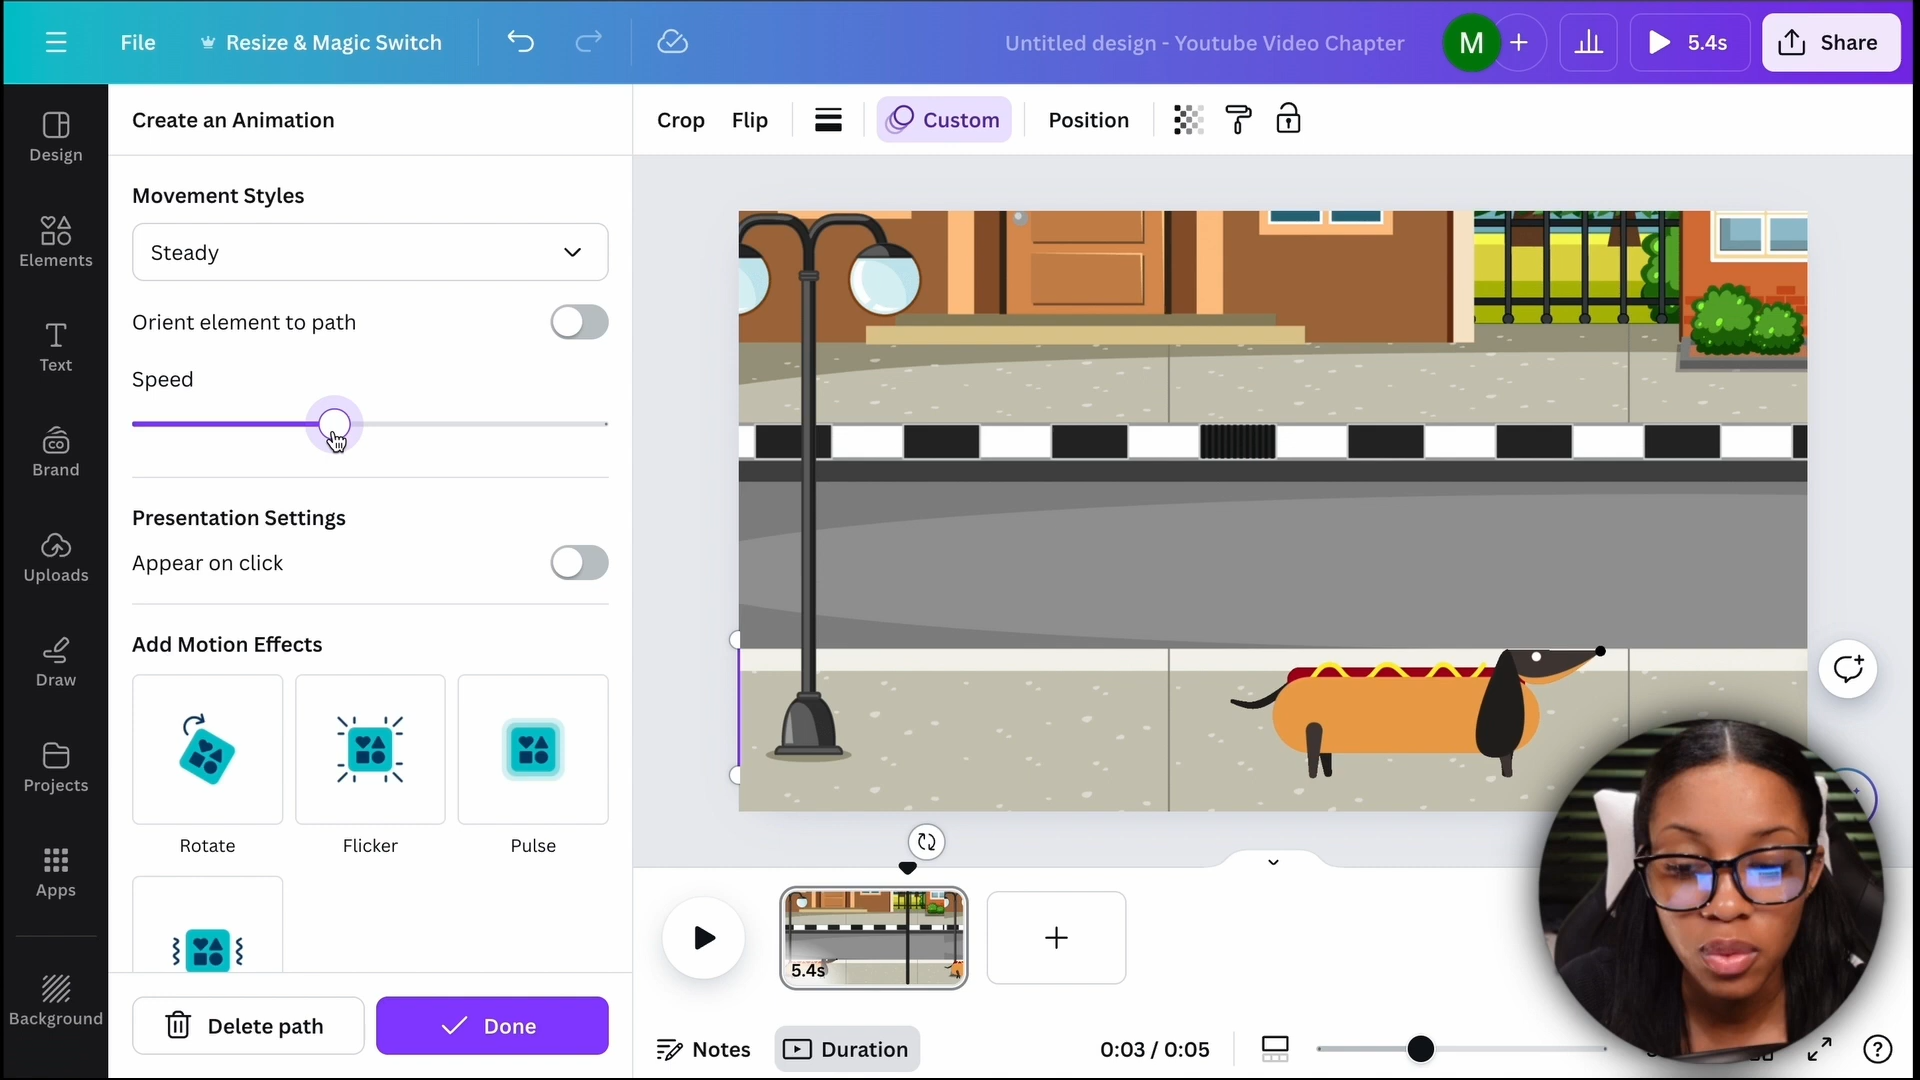 File
Resize & Magic Switch
Untitled design - Youtube Video Chapter
M
5.4s
Share
Design
Elements
Text
Brand
Uploads
Draw
Projects
Apps
Background
Create an Animation
Movement Styles
Steady
Orient element to path
Speed
Presentation Settings
Appear on click
Add Motion Effects
Rotate
Flicker
Pulse
Delete path
Done
Crop
Flip
Custom
Position
5.4s
Notes
Duration
0:03 / 0:05